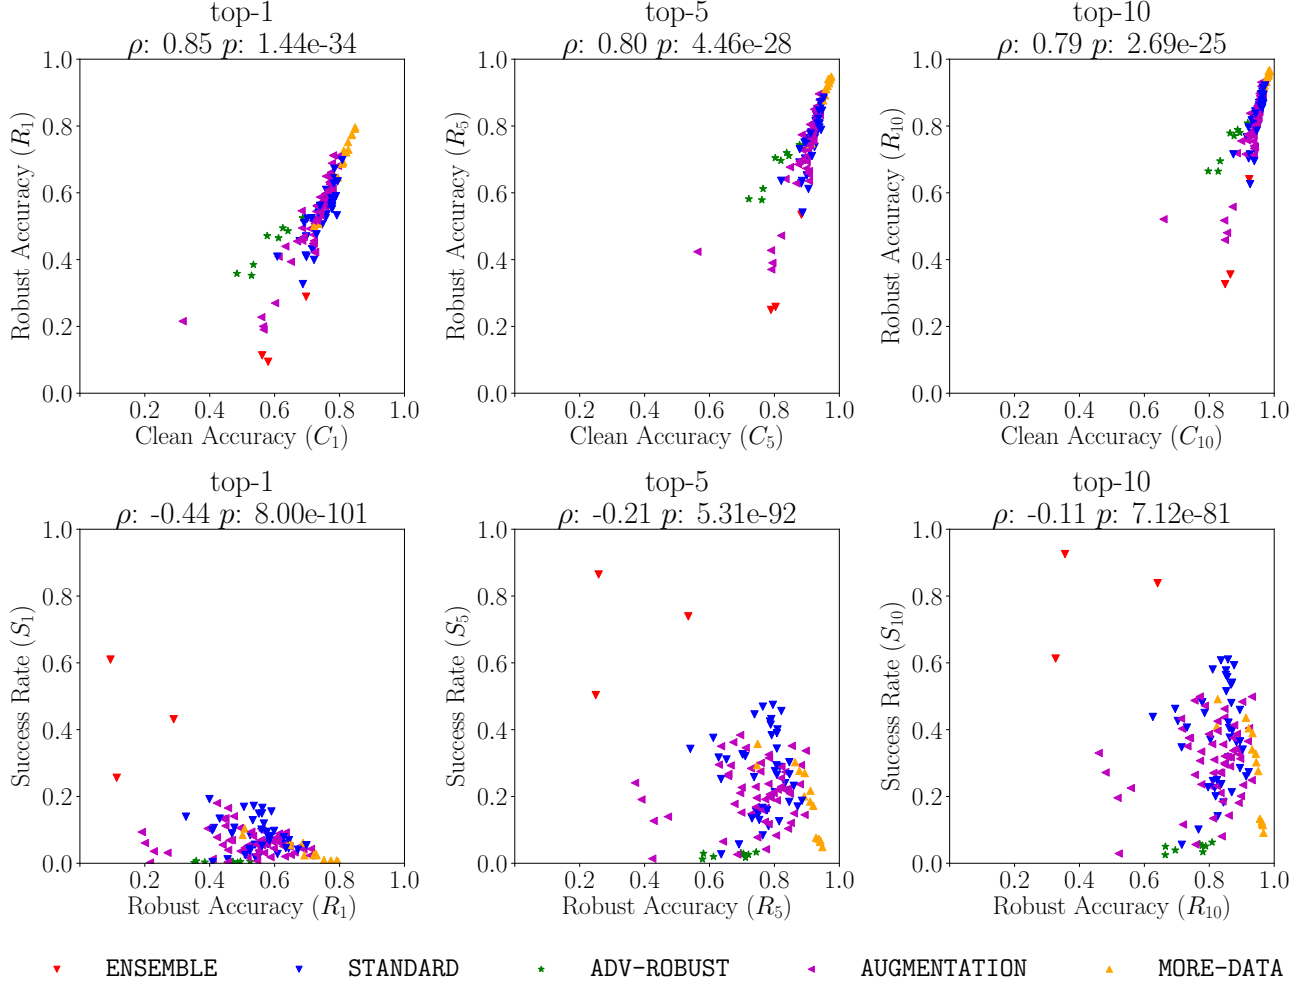 top-1
ρ: 0.85 p: 1.44e-34
1.0
0.8
0.6
0.4
0.2
0.0
0.2 0.4 0.6 0.8 1.0
Robust Accuracy (R₁)
Clean Accuracy (C₁)
top-5
ρ: 0.80 p: 4.46e-28
1.0
0.8
0.6
0.4
0.2
0.0
0.2 0.4 0.6 0.8 1.0
Robust Accuracy (R₅)
Clean Accuracy (C₅)
top-10
ρ: 0.79 p: 2.69e-25
1.0
0.8
0.6
0.4
0.2
0.0
0.2 0.4 0.6 0.8 1.0
Robust Accuracy (R₁₀)
Clean Accuracy (C₁₀)
top-1
ρ: -0.44 p: 8.00e-101
1.0
0.8
0.6
0.4
0.2
0.0
0.2 0.4 0.6 0.8 1.0
Success Rate (S₁)
Robust Accuracy (R₁)
top-5
ρ: -0.21 p: 5.31e-92
1.0
0.8
0.6
0.4
0.2
0.0
0.2 0.4 0.6 0.8 1.0
Success Rate (S₅)
Robust Accuracy (R₅)
top-10
ρ: -0.11 p: 7.12e-81
1.0
0.8
0.6
0.4
0.2
0.0
0.2 0.4 0.6 0.8 1.0
Success Rate (S₁₀)
Robust Accuracy (R₁₀)
ENSEMBLE STANDARD ADV-ROBUST AUGMENTATION MORE-DATA